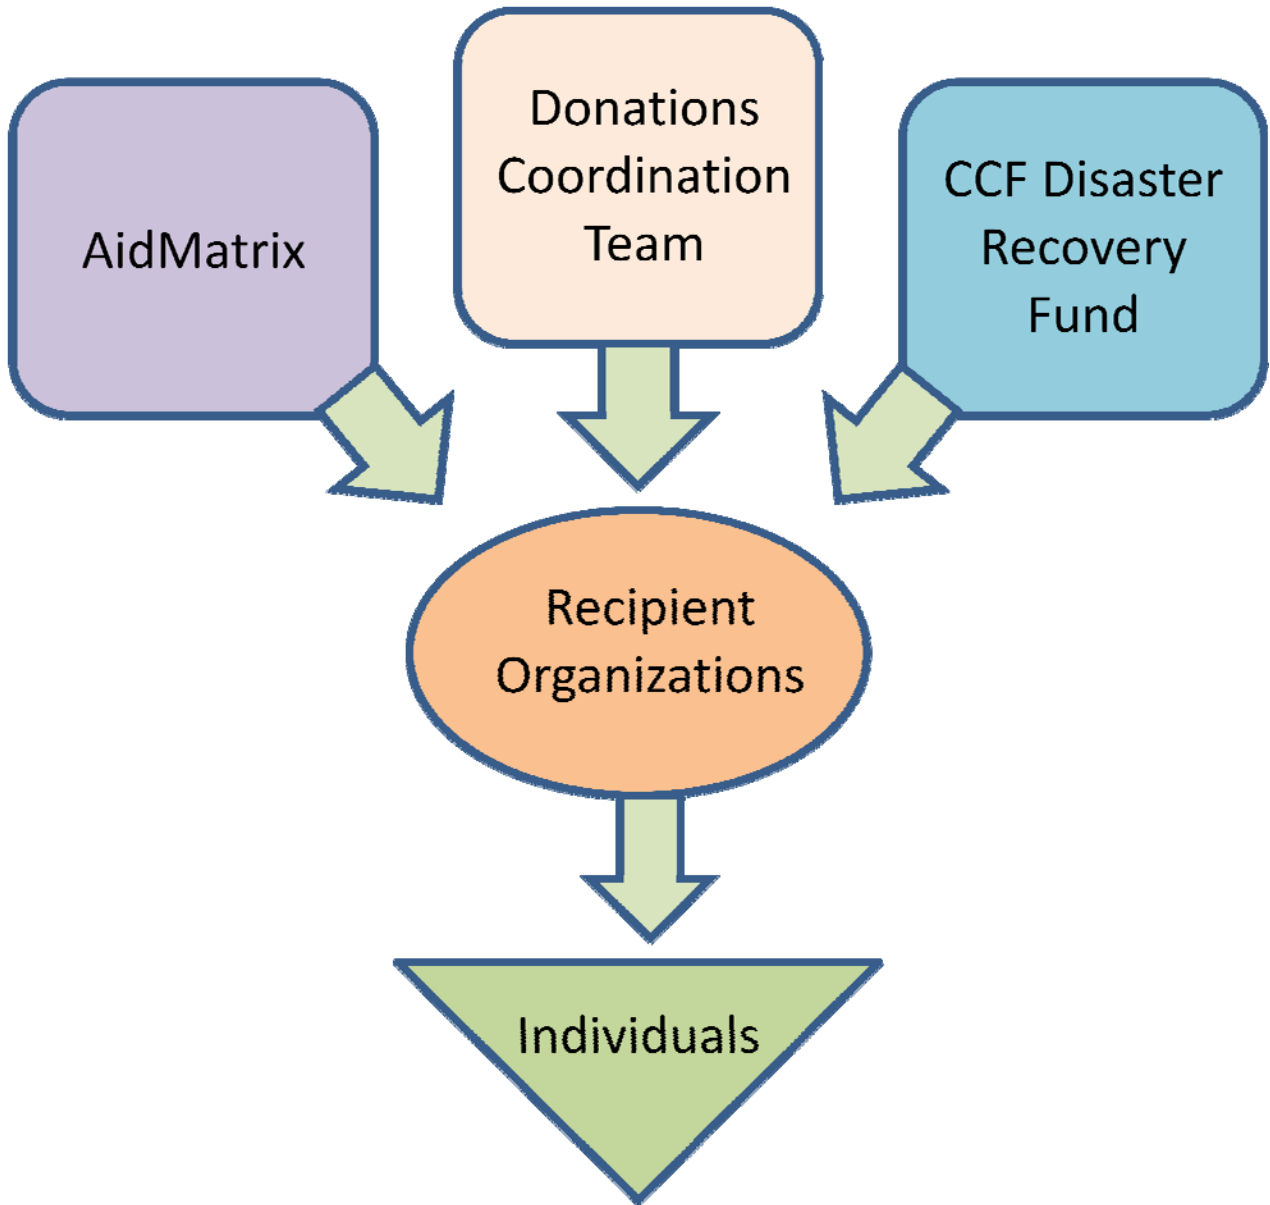 AidMatrix
Donations
Coordination
Team
CCF Disaster
Recovery
Fund
Recipient
Organizations
Individuals